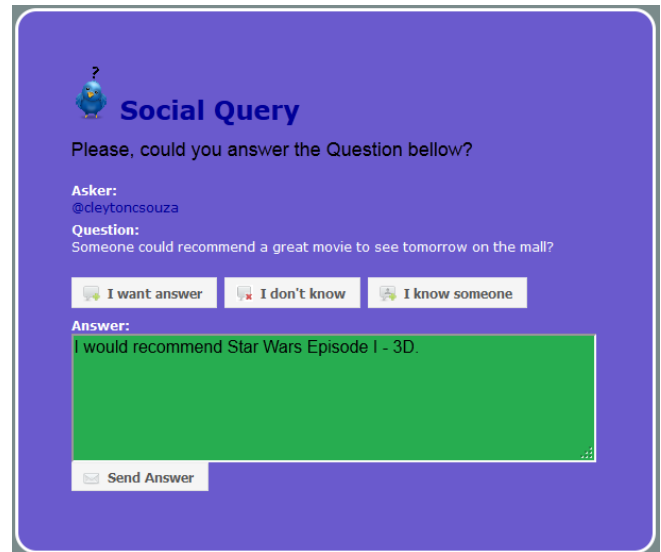 ?
Social Query
Please, could you answer the Question bellow?
Asker:
@cleytoncsouza
Question:
Someone could recommend a great movie to see tomorrow on the mall?
I want answer I don't know I know someone
Answer:
I would recommend Star Wars Episode I - 3D.
Send Answer